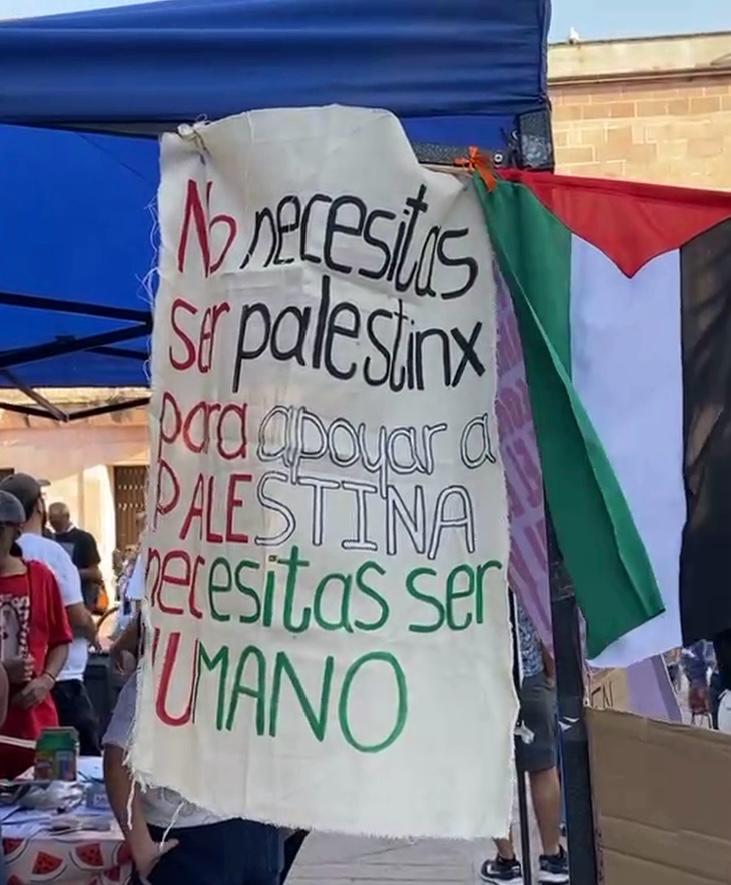 No necesitas
ser palestinx
para apoyar a
PALESTINA
necesitas ser
HUMANO